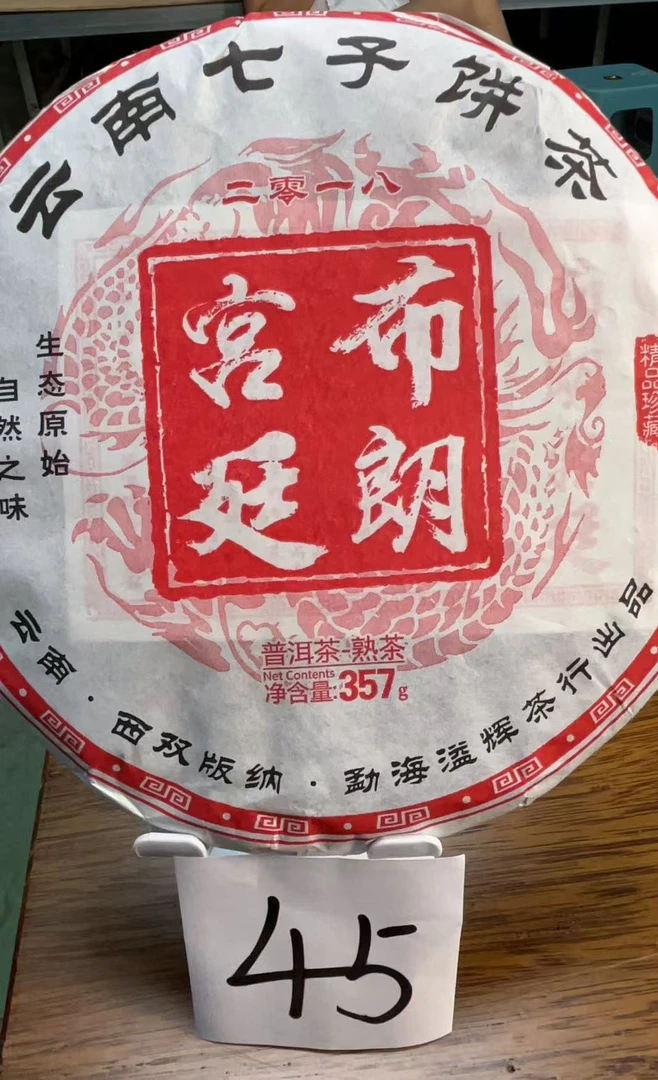 云南七子饼茶
二零一八
布朗
宫廷
生态原始
自然之味
精品珍藏
普洱茶-熟茶
Net Contents
净含量:357g
云南·西双版纳·勐海溢辉茶行出品
45